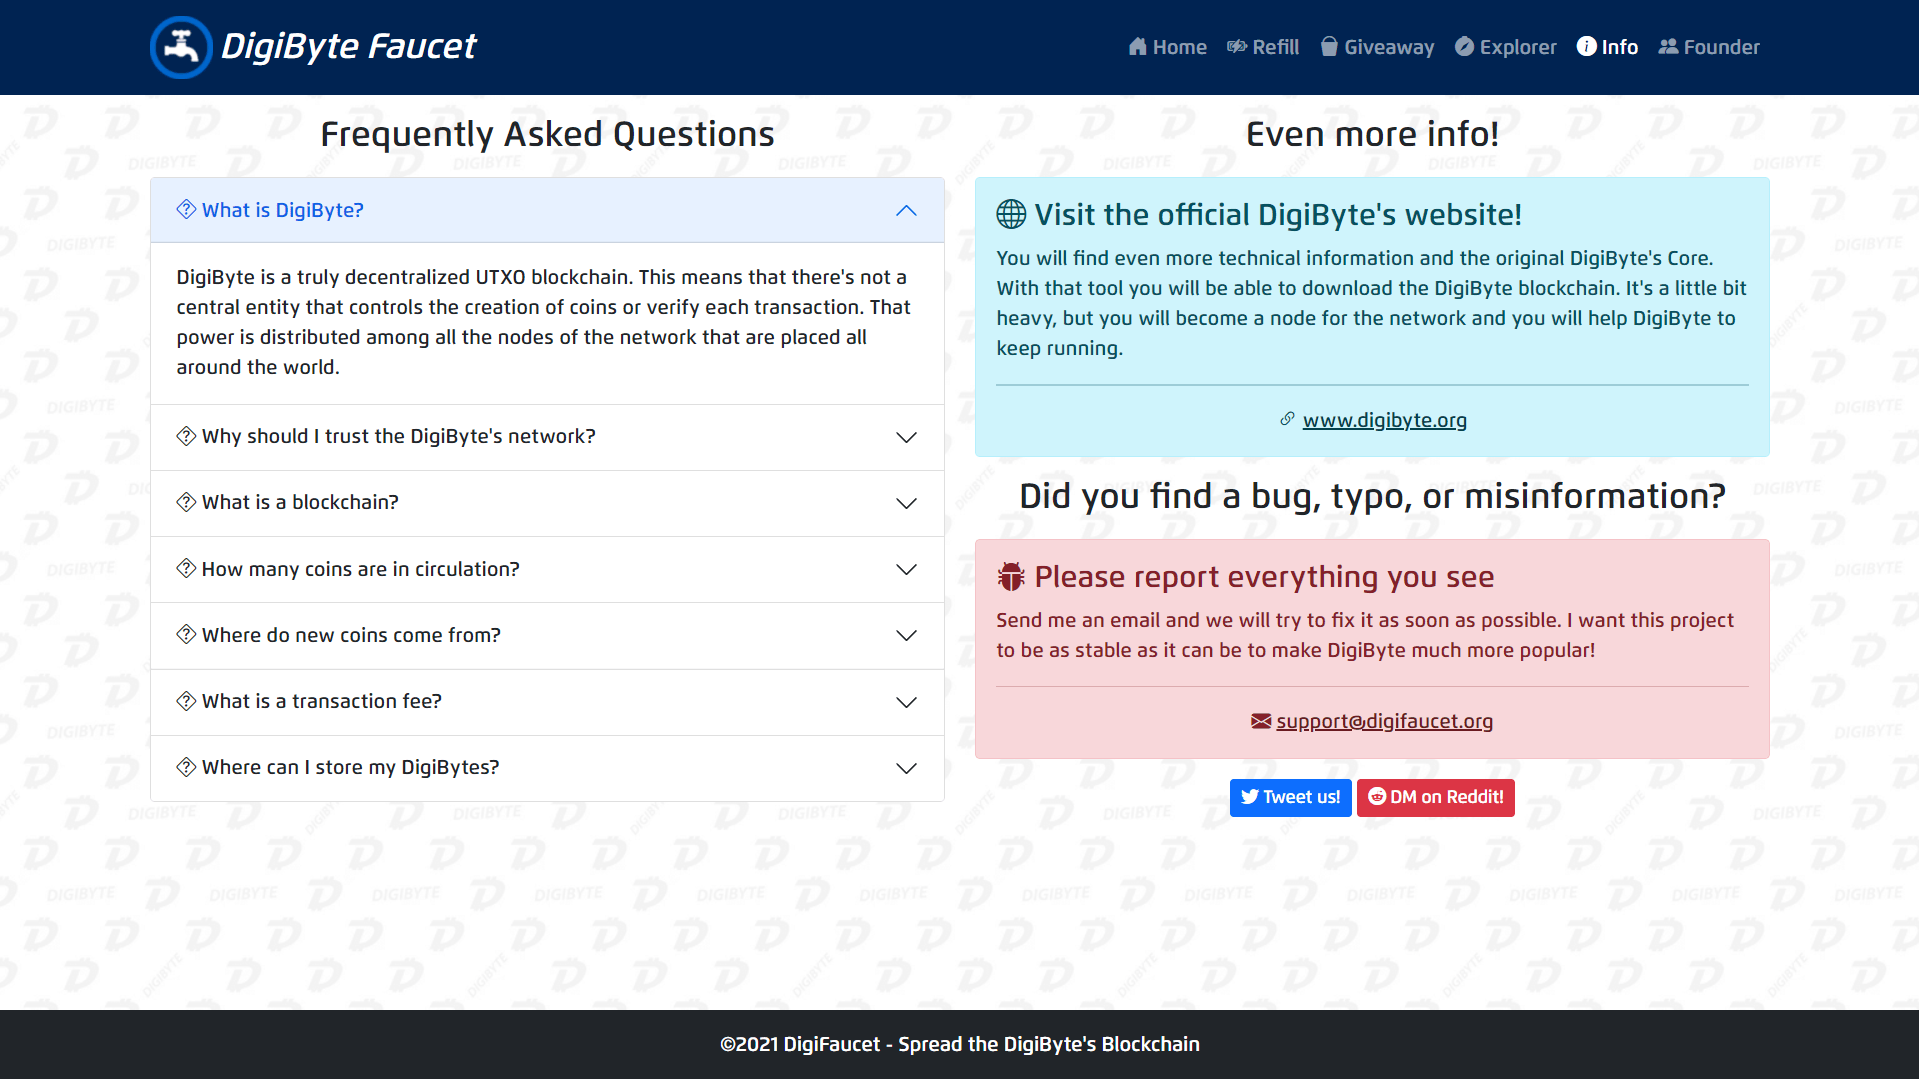 DigiByte Faucet
Home
Refill
Giveaway
Explorer
Info
Founder
Frequently Asked Questions
What is DigiByte?
DigiByte is a truly decentralized UTXO blockchain. This means that there's not a
central entity that controls the creation of coins or verify each transaction. That
power is distributed among all the nodes of the network that are placed all
around the world.
Why should I trust the DigiByte's network?
What is a blockchain?
How many coins are in circulation?
Where do new coins come from?
What is a transaction fee?
Where can I store my DigiBytes?
Even more info!
Visit the official DigiByte's website!
You will find even more technical information and the original DigiByte's Core.
With that tool you will be able to download the DigiByte blockchain. It's a little bit
heavy, but you will become a node for the network and you will help DigiByte to
keep running.
www.digibyte.org
Did you find a bug, typo, or misinformation?
Please report everything you see
Send me an email and we will try to fix it as soon as possible. I want this project
to be as stable as it can be to make DigiByte much more popular!
support@digifaucet.org
Tweet us!
DM on Reddit!
©2021 DigiFaucet - Spread the DigiByte's Blockchain